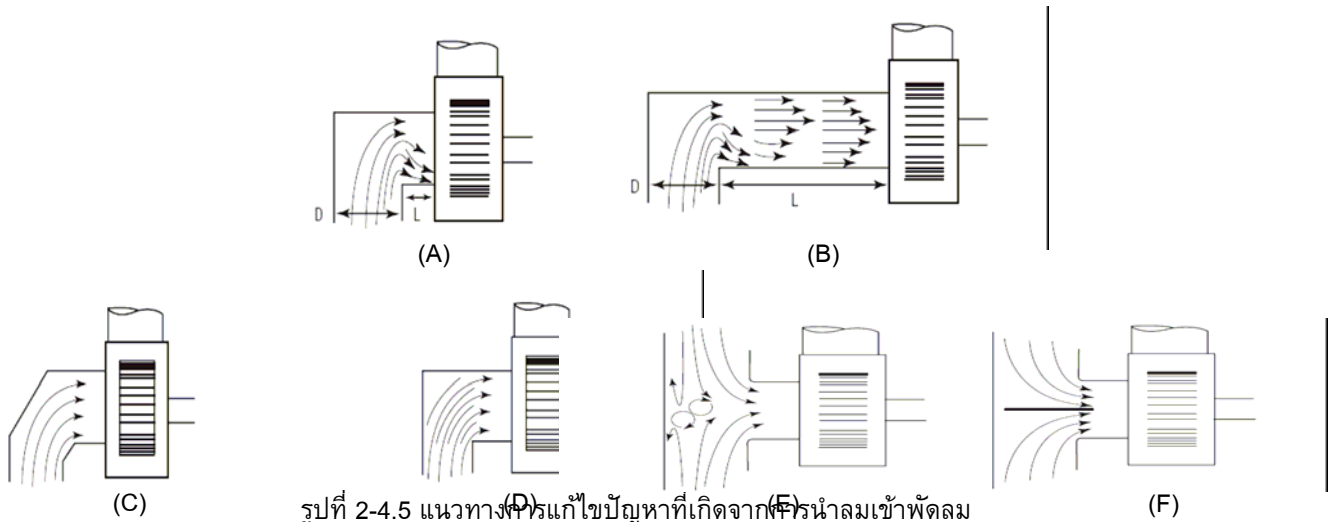 D
L
(A)
D
L
(B)
(C)
(D)
(E)
(F)
รูปที่ 2-4.5 แนวทางการแก้ไขปัญหาที่เกิดจากการนำลมเข้าพัดลม